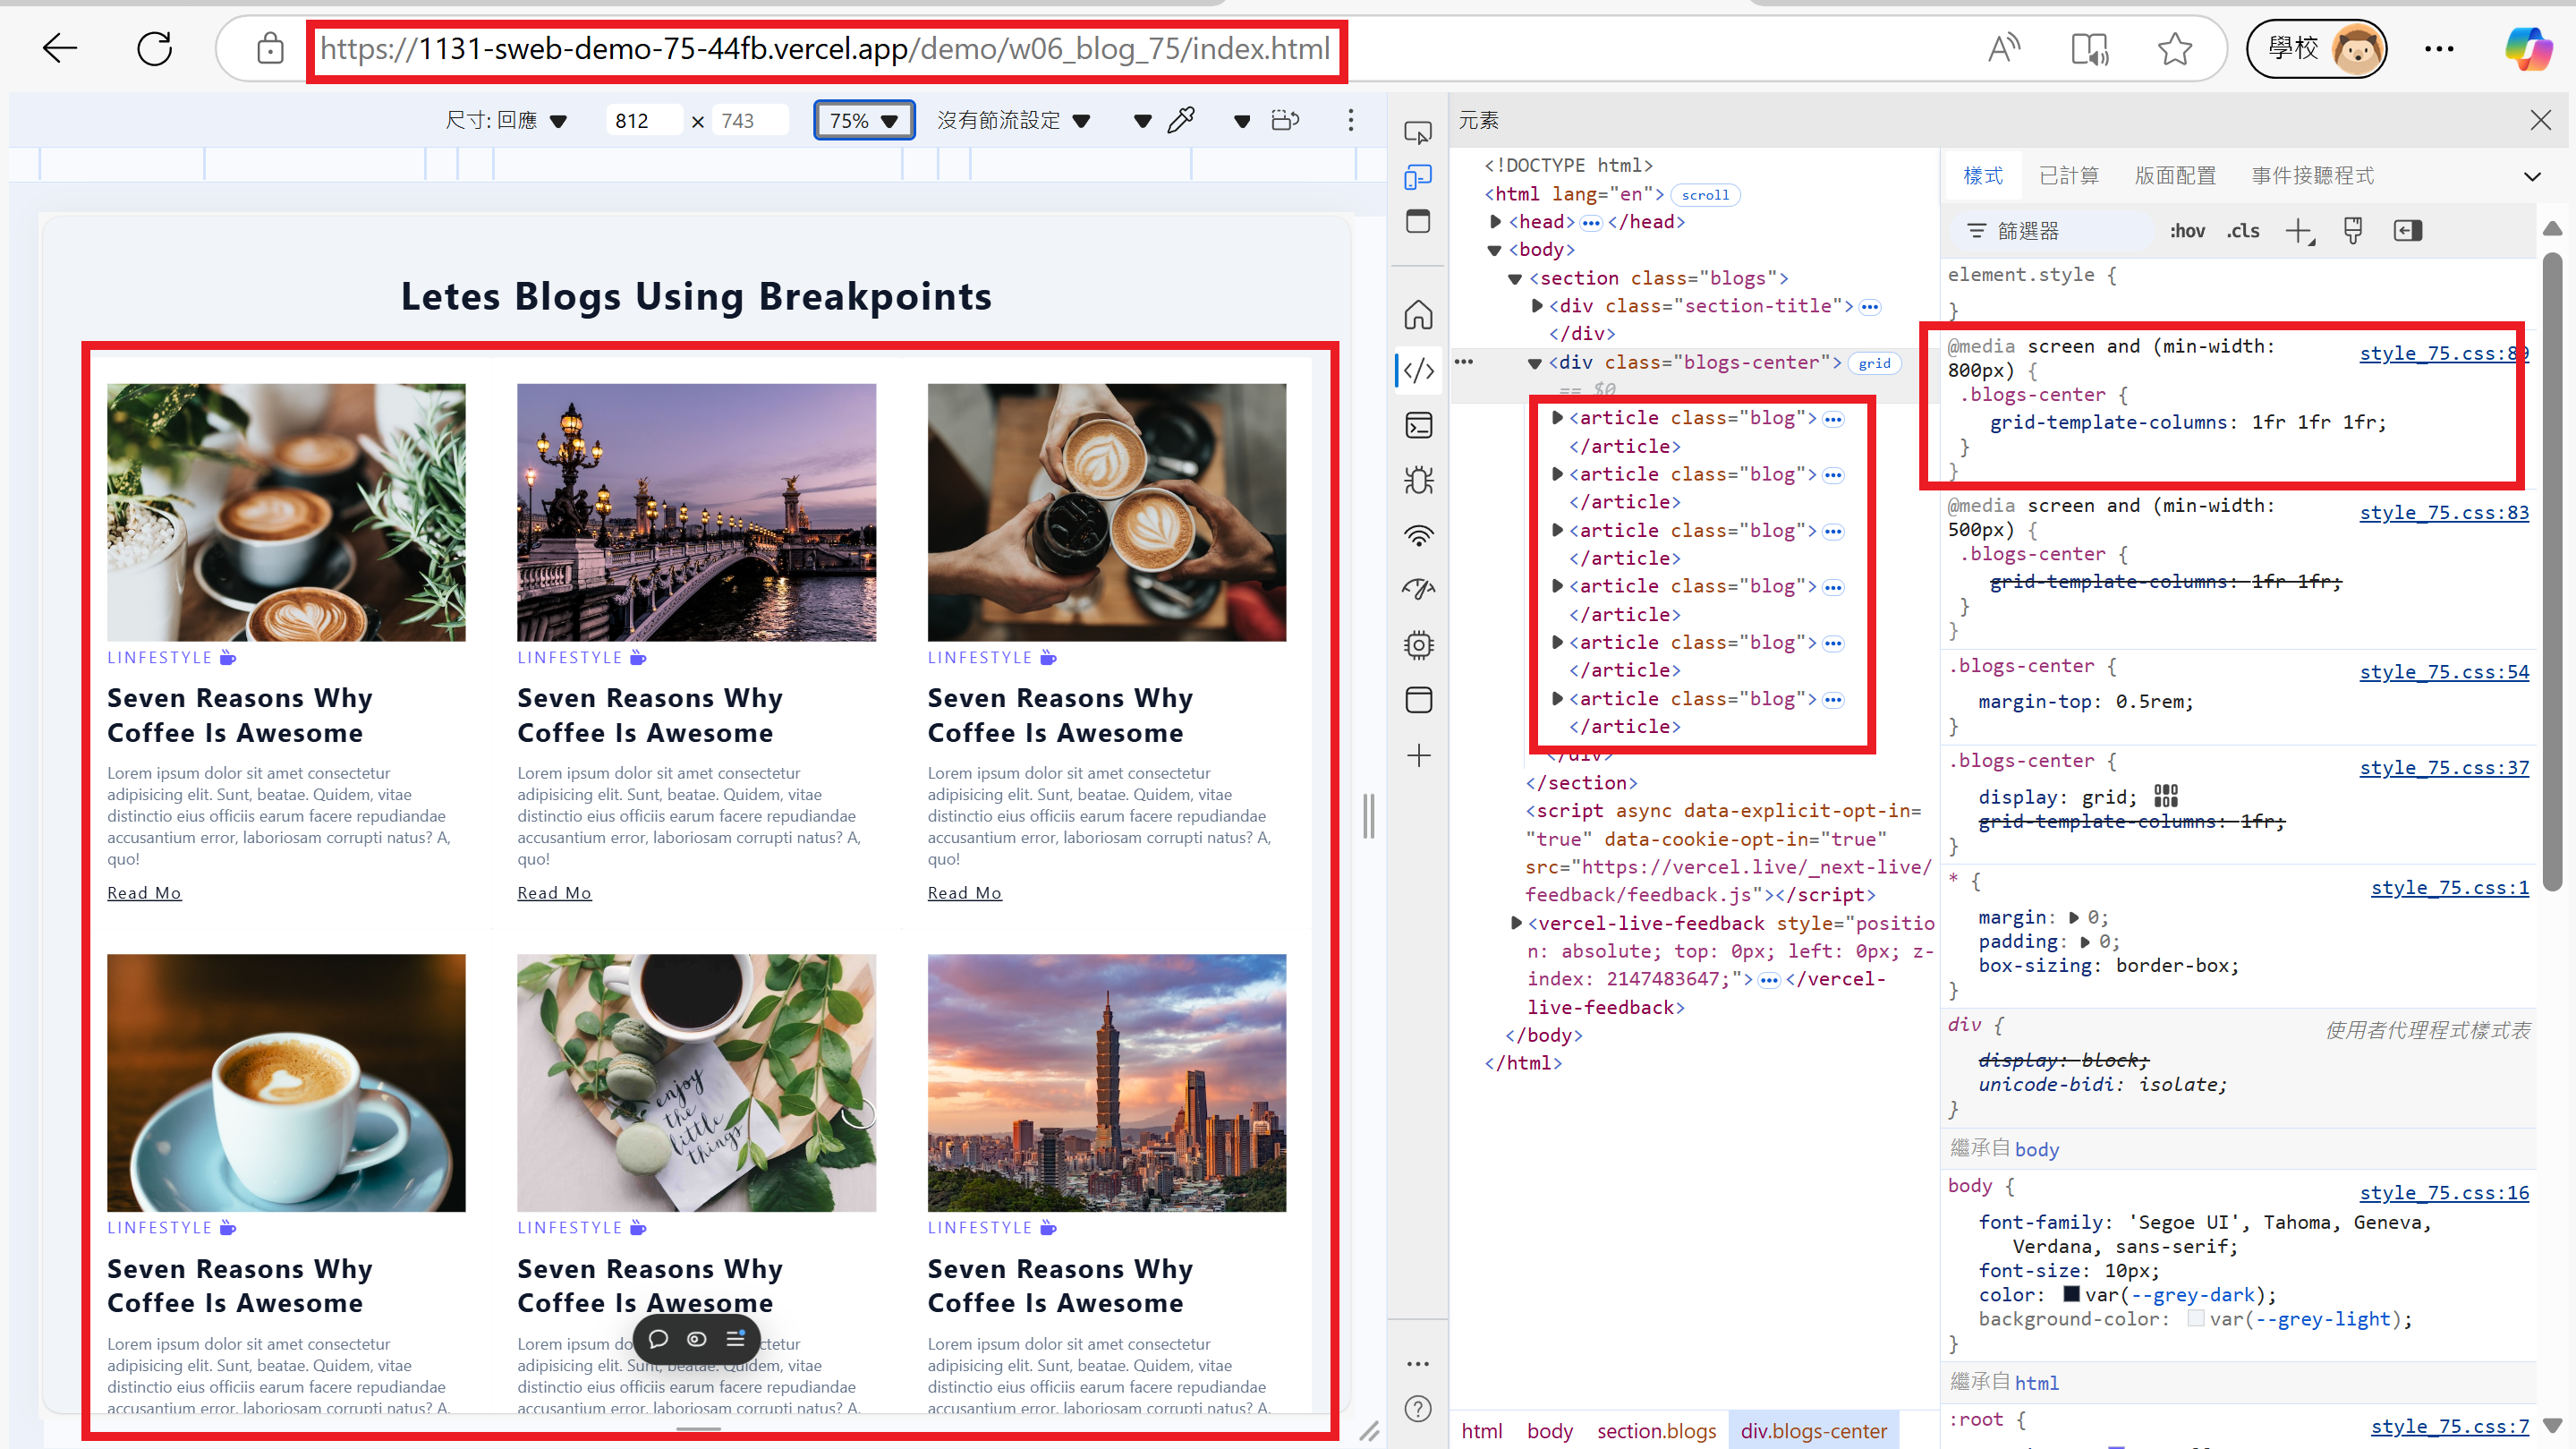 https://1131-sweb-demo-75-44fb.vercel.app/demo/w06_blog_75/index.html
學校
尺寸: 回應
812 × 743
75%
沒有節流設定
Letes Blogs Using Breakpoints
LINFESTYLE
Seven Reasons Why
Coffee Is Awesome
Lorem ipsum dolor sit amet consectetur
adipisicing elit. Sunt, beatae. Quidem, vitae
distinctio eius officiis earum facere repudiandae
accusantium error, laboriosam corrupti natus? A,
quo!
Read Mo
LINFESTYLE
Seven Reasons Why
Coffee Is Awesome
Lorem ipsum dolor sit amet consectetur
adipisicing elit. Sunt, beatae. Quidem, vitae
distinctio eius officiis earum facere repudiandae
accusantium error, laboriosam corrupti natus? A,
quo!
Read Mo
LINFESTYLE
Seven Reasons Why
Coffee Is Awesome
Lorem ipsum dolor sit amet consectetur
adipisicing elit. Sunt, beatae. Quidem, vitae
distinctio eius officiis earum facere repudiandae
accusantium error, laboriosam corrupti natus? A,
quo!
Read Mo
LINFESTYLE
Seven Reasons Why
Coffee Is Awesome
Lorem ipsum dolor sit amet consectetur
adipisicing elit. Sunt, beatae. Quidem, vitae
distinctio eius officiis earum facere repudiandae
accusantium error, laboriosam corrupti natus? A,
enjoy
the
little
things
LINFESTYLE
Seven Reasons Why
Coffee Is Awesome
Lorem ipsum do ctetur
adipisicing elit. Sunt, beatae. Quidem, vitae
distinctio eius officiis earum facere repudiandae
accusantium error, laboriosam corrupti natus? A,
LINFESTYLE
Seven Reasons Why
Coffee Is Awesome
Lorem ipsum dolor sit amet consectetur
adipisicing elit. Sunt, beatae. Quidem, vitae
distinctio eius officiis earum facere repudiandae
accusantium error, laboriosam corrupti natus? A,
元素
<!DOCTYPE html>
<html lang="en"> scroll
<head> ••• </head>
<body>
<section class="blogs">
<div class="section-title"> •••
</div>
••• <div class="blogs-center"> grid
== $0
<article class="blog"> •••
</article>
<article class="blog"> •••
</article>
<article class="blog"> •••
</article>
<article class="blog"> •••
</article>
<article class="blog"> •••
</article>
<article class="blog"> •••
</article>
</div>
</section>
<script async data-explicit-opt-in=
"true" data-cookie-opt-in="true"
src="https://vercel.live/_next-live/
feedback/feedback.js"></script>
<vercel-live-feedback style="positio
n: absolute; top: 0px; left: 0px; z-
index: 2147483647;"> ••• </vercel-
live-feedback>
</body>
</html>
html body section.blogs div.blogs-center
樣式 已計算 版面配置 事件接聽程式
篩選器 :hov .cls
element.style {
}
@media screen and (min-width: style_75.css:89
800px) {
.blogs-center {
grid-template-columns: 1fr 1fr 1fr;
}
}
@media screen and (min-width: style_75.css:83
500px) {
.blogs-center {
grid-template-columns: 1fr 1fr;
}
}
.blogs-center { style_75.css:54
margin-top: 0.5rem;
}
.blogs-center { style_75.css:37
display: grid;
grid-template-columns: 1fr;
}
* { style_75.css:1
margin: 0;
padding: 0;
box-sizing: border-box;
}
div { 使用者代理程式樣式表
display: block;
unicode-bidi: isolate;
}
繼承自 body
body { style_75.css:16
font-family: 'Segoe UI', Tahoma, Geneva,
Verdana, sans-serif;
font-size: 10px;
color: var(--grey-dark);
background-color: var(--grey-light);
}
繼承自 html
:root { style_75.css:7